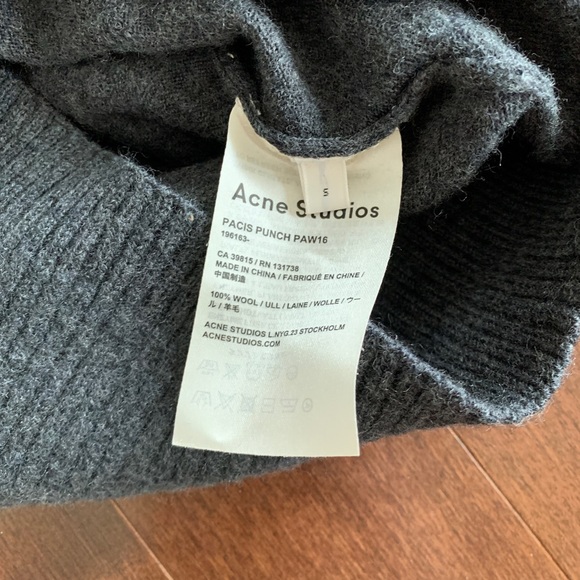 S
Acne Studios
PACIS PUNCH PAW16
196163-
CA 39815 / RN 131738
MADE IN CHINA / FABRIQUÉ EN CHINE /
中国制造
100% WOOL / ULL / LAINE / WOLLE / ウー
ル / 羊毛
ACNE STUDIOS L.NYG.23 STOCKHOLM
ACNESTUDIOS.COM